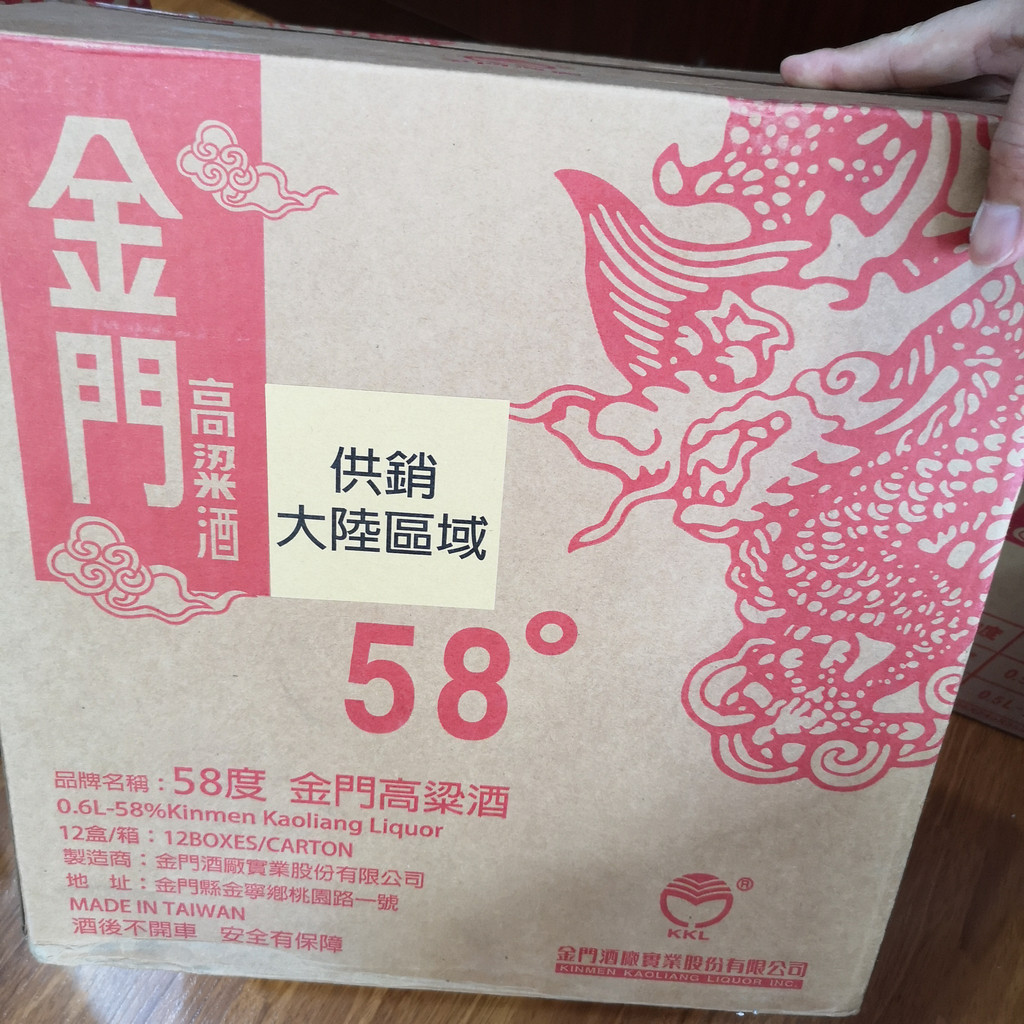 金門
高粱酒
供銷
大陸區域
58°
品牌名稱：58度 金門高粱酒
0.6L-58%Kinmen Kaoliang Liquor
12盒/箱：12BOXES/CARTON
製造商：金門酒廠實業股份有限公司
地 址：金門縣金寧鄉桃園路一號
MADE IN TAIWAN
酒後不開車 安全有保障
®
KKL
金門酒廠實業股份有限公司
KINMEN KAOLIANG LIQUOR INC.